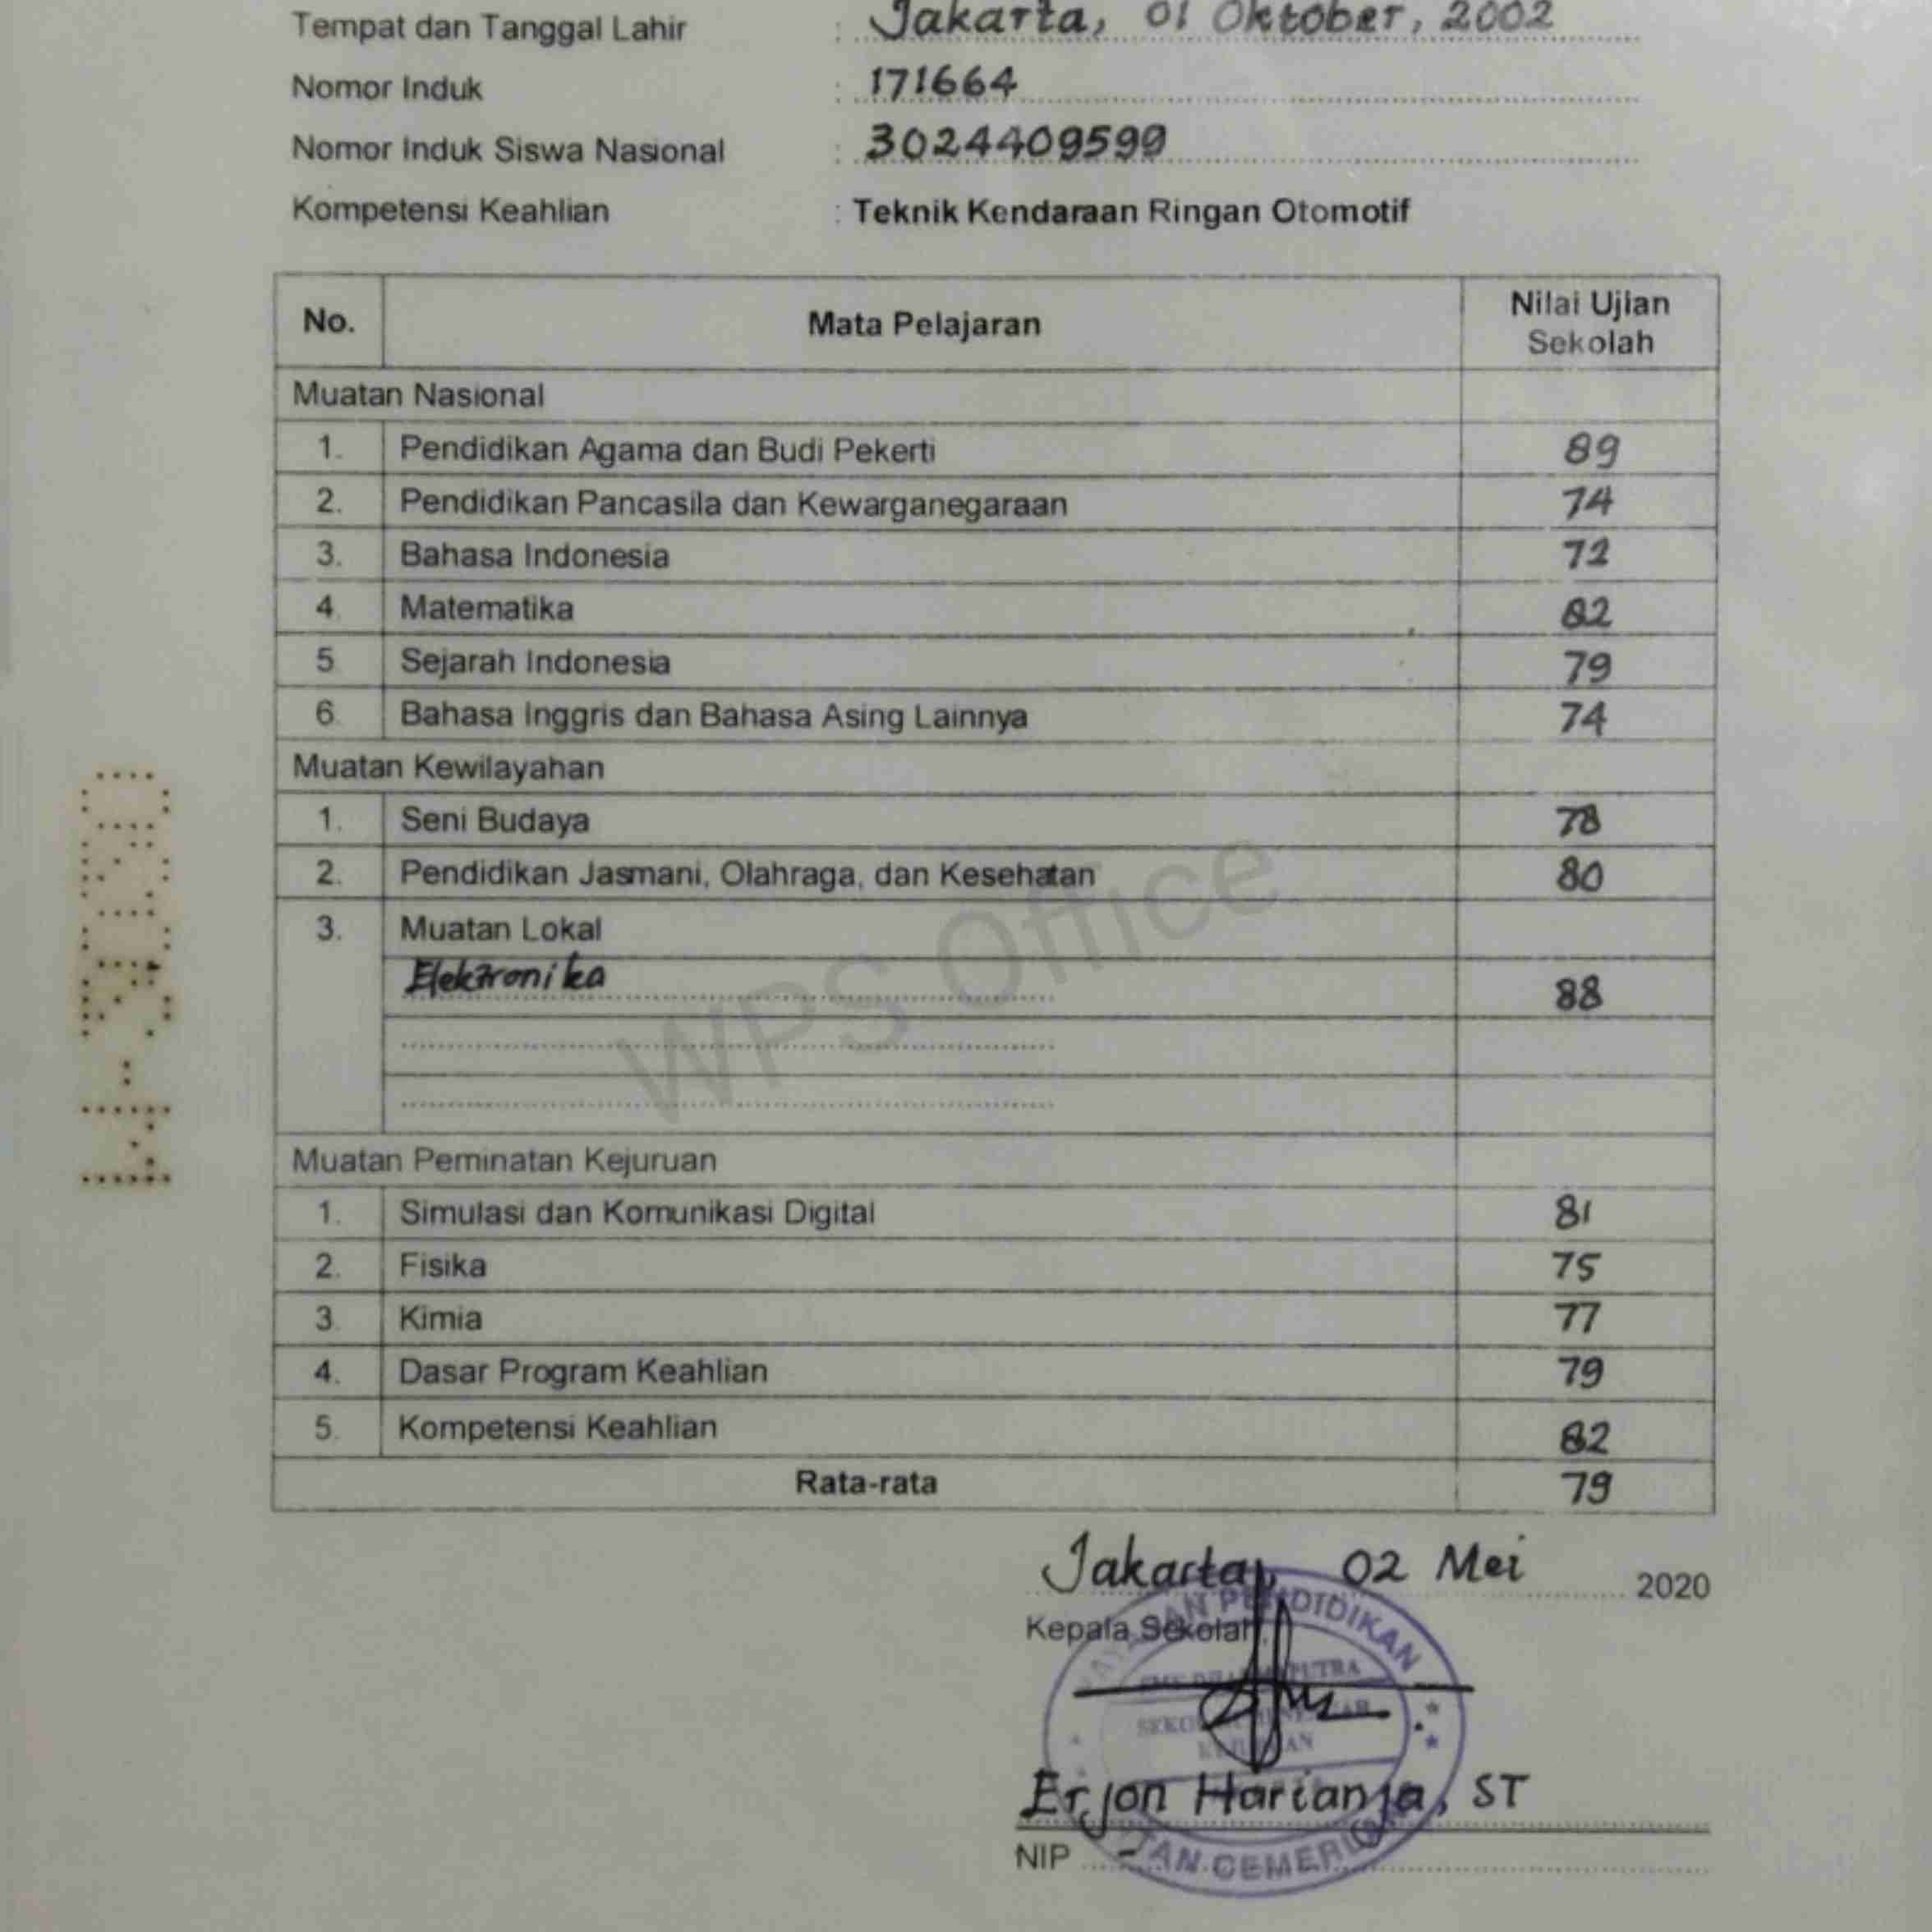 Tempat dan Tanggal Lahir : Jakarta, 01 Oktober, 2002
Nomor Induk : 171664
Nomor Induk Siswa Nasional : 3024409599
Kompetensi Keahlian : Teknik Kendaraan Ringan Otomotif
No. Mata Pelajaran Nilai Ujian Sekolah
Muatan Nasional
1. Pendidikan Agama dan Budi Pekerti 89
2. Pendidikan Pancasila dan Kewarganegaraan 74
3. Bahasa Indonesia 72
4. Matematika 82
5. Sejarah Indonesia 79
6. Bahasa Inggris dan Bahasa Asing Lainnya 74
Muatan Kewilayahan
1. Seni Budaya 78
2. Pendidikan Jasmani, Olahraga, dan Kesehatan 80
3. Muatan Lokal
Elektronika 88
WPS Office
Muatan Peminatan Kejuruan
1. Simulasi dan Komunikasi Digital 81
2. Fisika 75
3. Kimia 77
4. Dasar Program Keahlian 79
5. Kompetensi Keahlian 82
Rata-rata 79
Jakarta, 02 Mei 2020
Kepala Sekolah,
PENDIDIKAN
PUTRA
Erjon Harianja, ST
NIP -